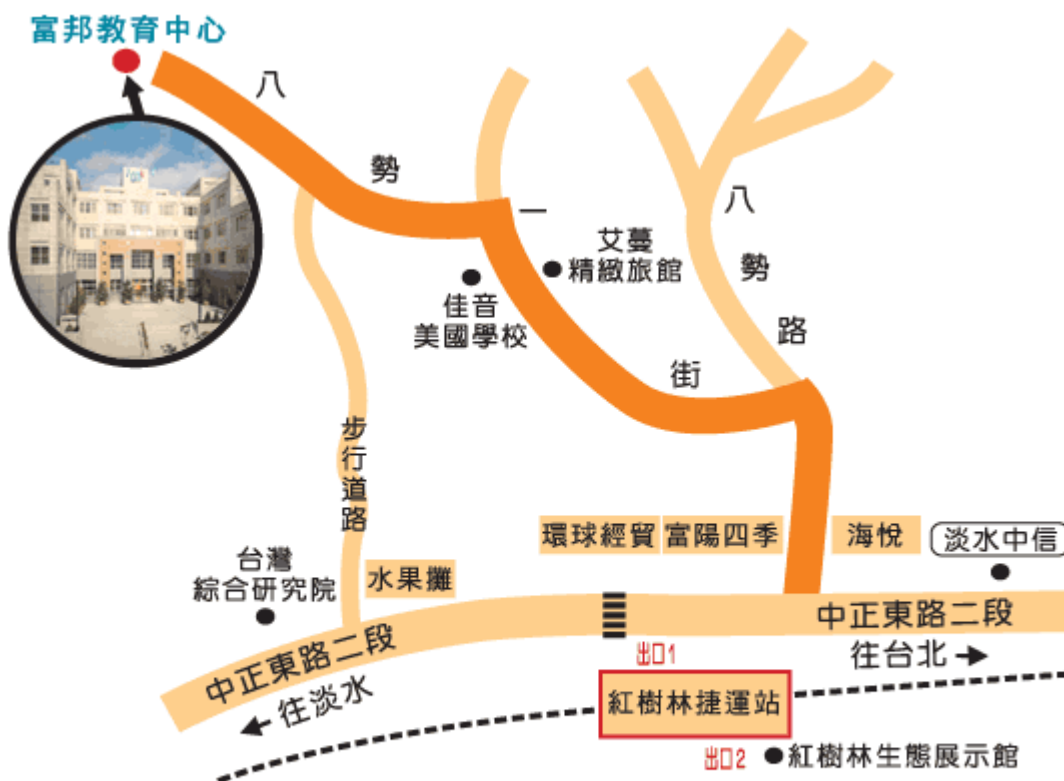 富邦教育中心
八勢一街
艾蔓
精緻旅館
佳音
美國學校
八勢路
步行道路
環球經貿
富陽四季
海悅
淡水中信
台灣
綜合研究院
水果攤
中正東路二段
中正東路二段
往台北
往淡水
出口1
紅樹林捷運站
出口2
紅樹林生態展示館